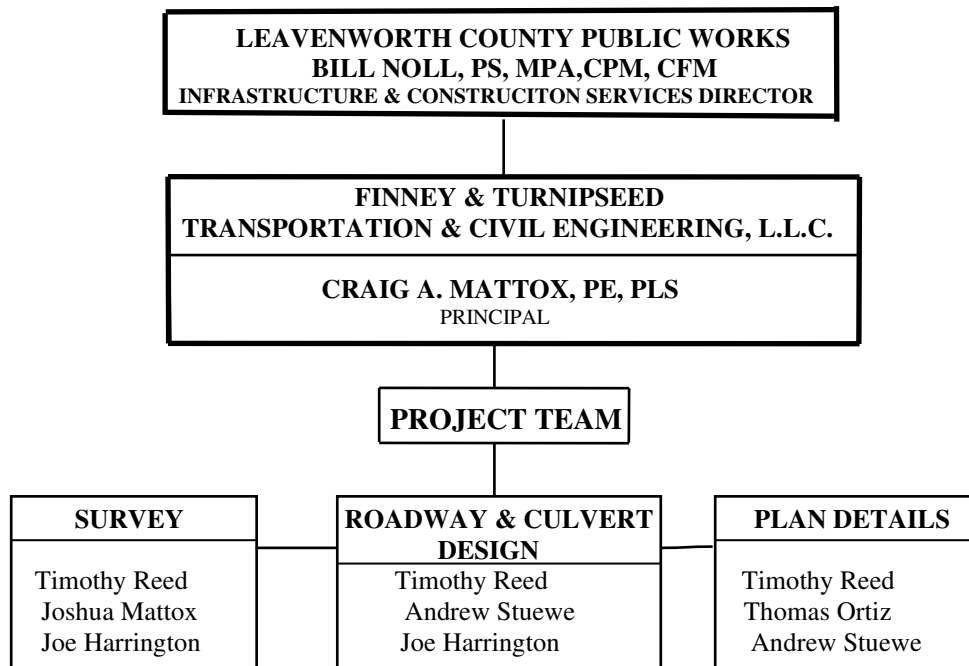 LEAVENWORTH COUNTY PUBLIC WORKS
BILL NOLL, PS, MPA,CPM, CFM
INFRASTRUCTURE & CONSTRUCITON SERVICES DIRECTOR
FINNEY & TURNIPSEED
TRANSPORTATION & CIVIL ENGINEERING, L.L.C.
CRAIG A. MATTOX, PE, PLS
PRINCIPAL
PROJECT TEAM
SURVEY
Timothy Reed
Joshua Mattox
Joe Harrington
ROADWAY & CULVERT
DESIGN
Timothy Reed
Andrew Stuewe
Joe Harrington
PLAN DETAILS
Timothy Reed
Thomas Ortiz
Andrew Stuewe